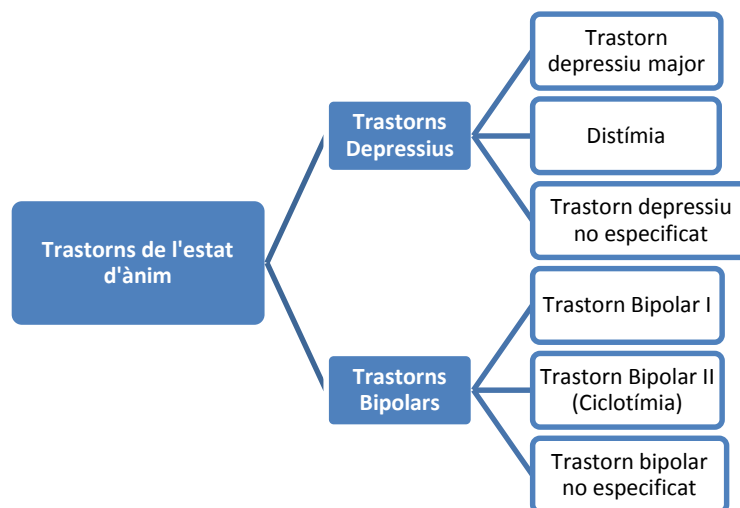 Trastorns de l'estat
d'ànim
Trastorns
Depressius
Trastorn
depressiu major
Distímia
Trastorn depressiu
no especificat
Trastorns
Bipolars
Trastorn Bipolar I
Trastorn Bipolar II
(Ciclotímia)
Trastorn bipolar
no especificat